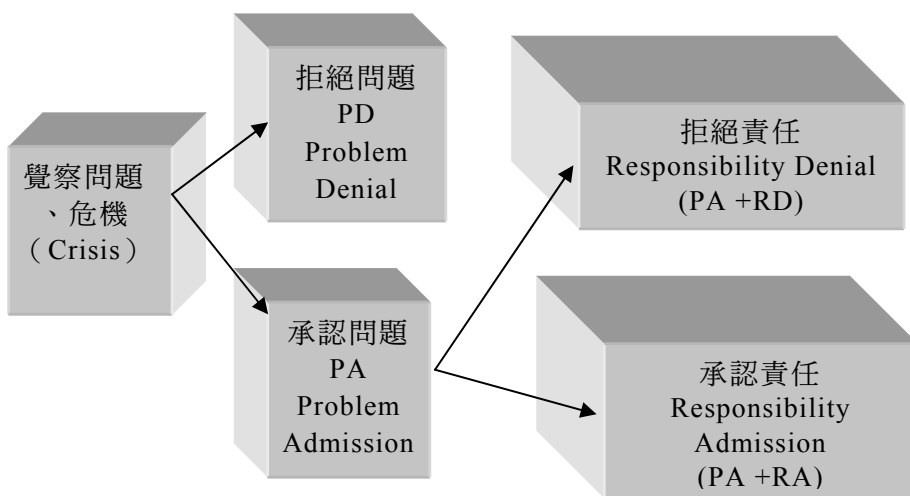 覺察問題
、危機
（Crisis）
拒絕問題
PD
Problem
Denial
承認問題
PA
Problem
Admission
拒絕責任
Responsibility Denial
(PA +RD)
承認責任
Responsibility
Admission
(PA +RA)